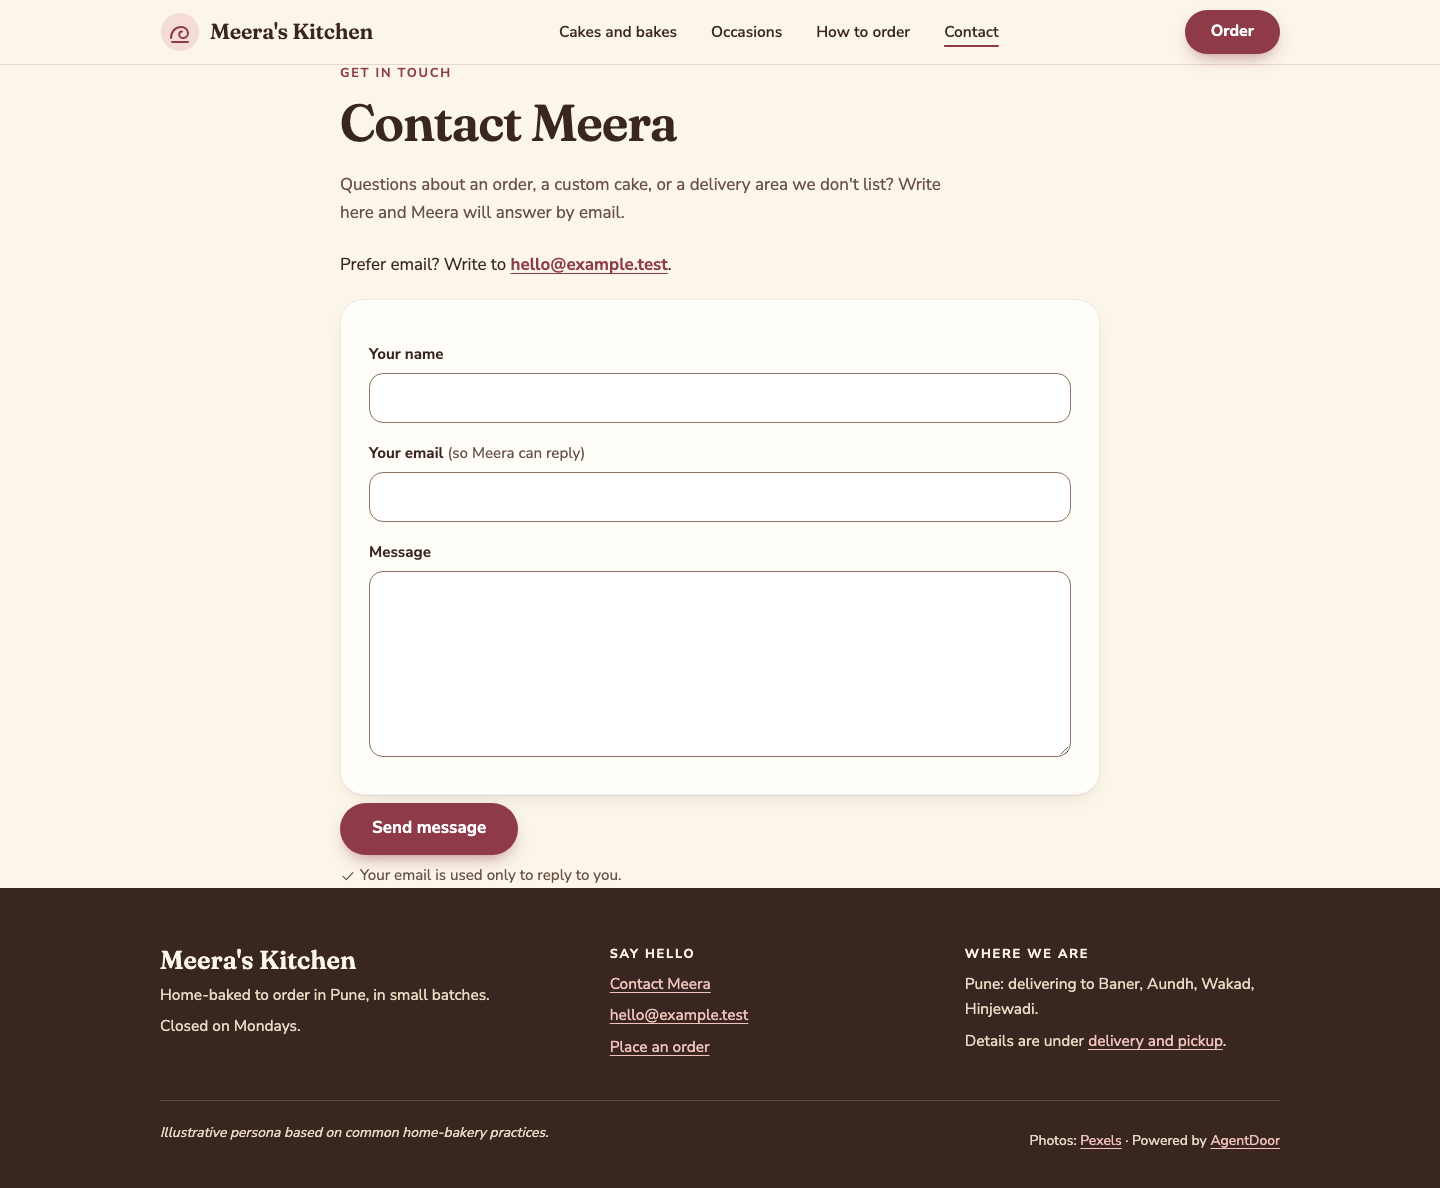 Meera's Kitchen
Cakes and bakes
Occasions
How to order
Contact
Order
GET IN TOUCH
Contact Meera
Questions about an order, a custom cake, or a delivery area we don't list? Write
here and Meera will answer by email.
Prefer email? Write to hello@example.test.
Your name
Your email (so Meera can reply)
Message
Send message
✓ Your email is used only to reply to you.
Meera's Kitchen
Home-baked to order in Pune, in small batches.
Closed on Mondays.
SAY HELLO
Contact Meera
hello@example.test
Place an order
WHERE WE ARE
Pune: delivering to Baner, Aundh, Wakad,
Hinjewadi.
Details are under delivery and pickup.
Illustrative persona based on common home-bakery practices.
Photos: Pexels · Powered by AgentDoor